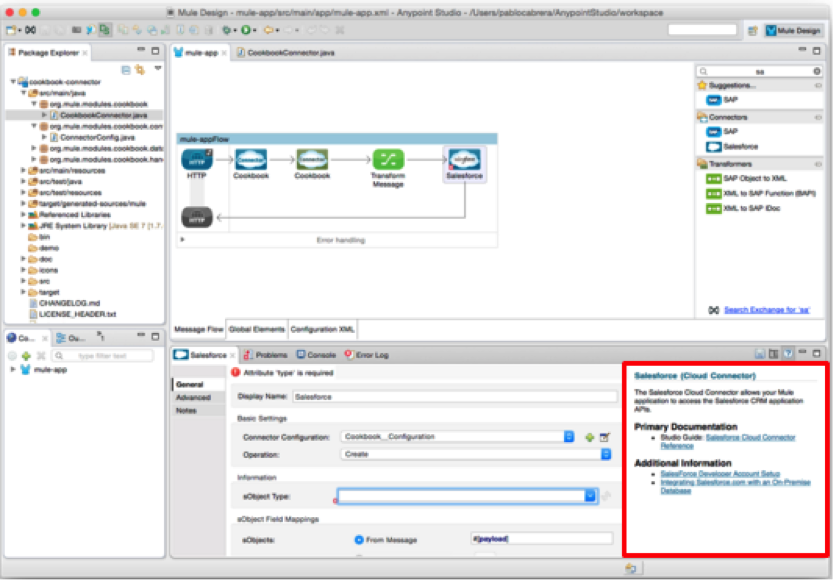 Mule Design - mule-app/src/main/app/mule-app.xml - Anypoint Studio - /Users/pablocabrera/AnypointStudio/workspace
Mule Design
Package Explorer
cookbook-connector
src/main/java
org.mule.modules.cookbook
CookbookConnector.java
org.mule.modules.cookbook.con
ConnectorConfig.java
org.mule.modules.cookbook.data
org.mule.modules.cookbook.han
src/main/resources
src/test/java
src/test/resources
target/generated-sources/mule
Referenced Libraries
JRE System Library [Java SE 7 [1.7.
bin
demo
doc
icons
src
target
CHANGELOG.md
LICENSE_HEADER.txt
mule-app
CookbookConnector.java
mule-appFlow
HTTP
Connector
Connector
HTTP
Cookbook
Cookbook
Transform
Message
Salesforce
HTTP
Error handling
Message Flow
Global Elements
Configuration XML
sa
Suggestions...
SAP
Connectors
SAP
Salesforce
Transformers
SAP Object to XML
XML to SAP Function (BAPI)
XML to SAP IDoc
Search Exchange for 'sa'
Co...
Ou...
type filter text
mule-app
Salesforce
Problems
Console
Error Log
Attribute 'type' is required
General
Advanced
Notes
Display Name:
Salesforce
Basic Settings
Connector Configuration:
Cookbook__Configuration
Operation:
Create
Information
sObject Type:
sObject Field Mappings
sObjects:
From Message
#[payload]
Salesforce (Cloud Connector)
The Salesforce Cloud Connector allows your Mule
application to access the Salesforce CRM application
APIs.
Primary Documentation
Studio Guide: Salesforce Cloud Connector
Reference
Additional Information
SalesForce Developer Account Setup
Integrating Salesforce.com with an On-Premise
Database